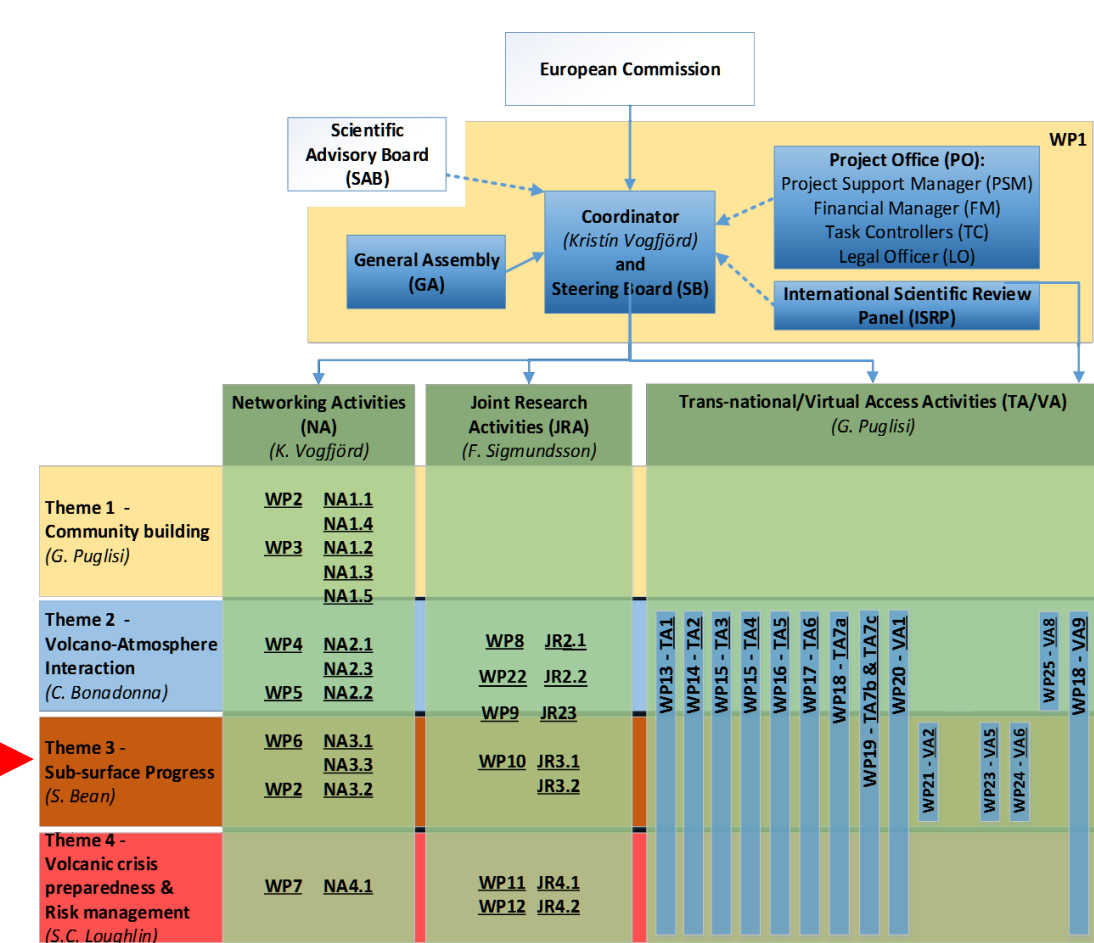 European Commission
Scientific
Advisory Board
(SAB)
WP1
Project Office (PO):
Project Support Manager (PSM)
Financial Manager (FM)
Task Controllers (TC)
Legal Officer (LO)
Coordinator
(Kristín Vogfjörd)
and
Steering Board (SB)
General Assembly
(GA)
International Scientific Review
Panel (ISRP)
Networking Activities
(NA)
(K. Vogfjörd)
Joint Research
Activities (JRA)
(F. Sigmundsson)
Trans-national/Virtual Access Activities (TA/VA)
(G. Puglisi)
Theme 1 -
Community building
(G. Puglisi)
WP2 NA1.1
NA1.4
WP3 NA1.2
NA1.3
NA1.5
Theme 2 -
Volcano-Atmosphere
Interaction
(C. Bonadonna)
WP4 NA2.1
NA2.3
WP5 NA2.2
WP8 JR2.1
WP22 JR2.2
WP9 JR23
WP13 - TA1
WP14 - TA2
WP15 - TA3
WP15 - TA4
WP16 - TA5
WP17 - TA6
WP18 - TA7a
WP19 - TA7b & TA7c
WP20 - VA1
WP25 - VA8
WP18 - VA9
Theme 3 -
Sub-surface Progress
(S. Bean)
WP6 NA3.1
NA3.3
WP2 NA3.2
WP10 JR3.1
JR3.2
WP21 - VA2
WP23 - VA5
WP24 - VA6
Theme 4 -
Volcanic crisis
preparedness &
Risk management
(S.C. Loughlin)
WP7 NA4.1
WP11 JR4.1
WP12 JR4.2